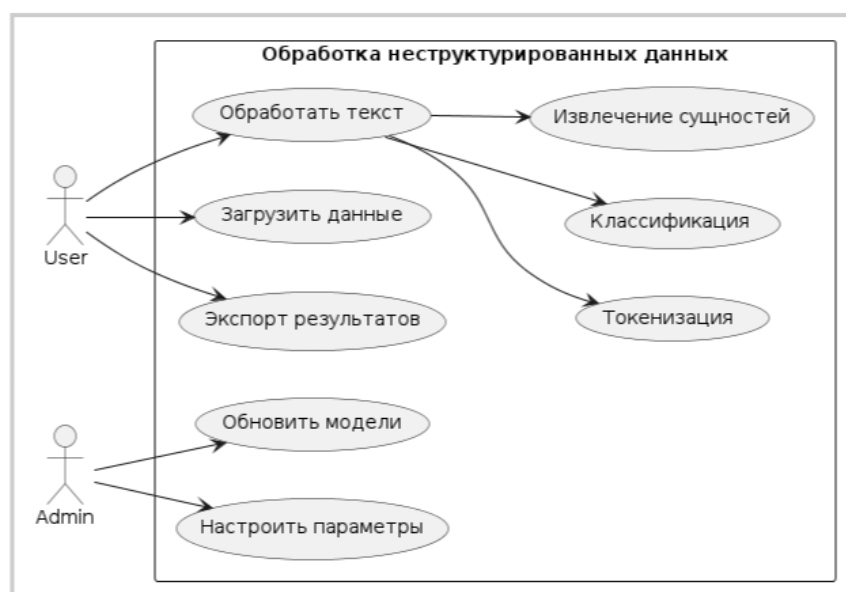 Обработка неструктурированных данных
Обработать текст
Извлечение сущностей
Загрузить данные
Классификация
User
Экспорт результатов
Токенизация
Обновить модели
Admin
Настроить параметры